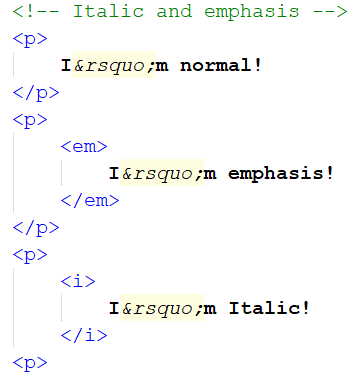 <!-- Italic and emphasis -->
<p>
I&rsquo;m normal!
</p>
<p>
<em>
I&rsquo;m emphasis!
</em>
</p>
<p>
<i>
I&rsquo;m Italic!
</i>
<p>